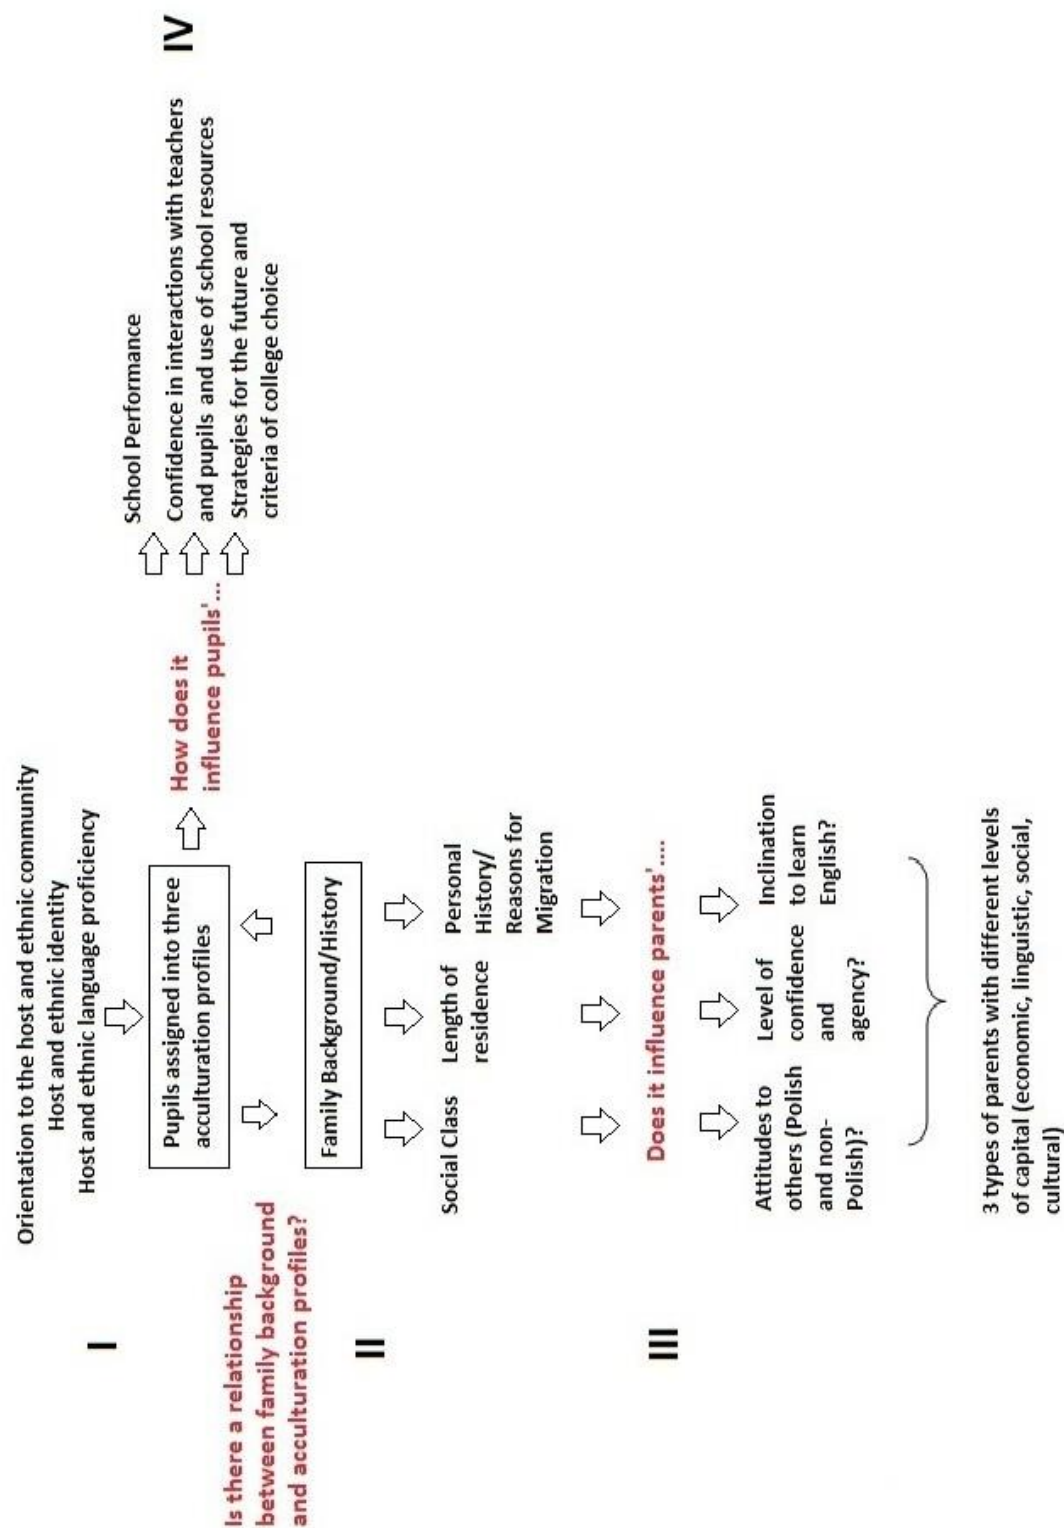 Orientation to the host and ethnic community
Host and ethnic identity
Host and ethnic language proficiency
I
Pupils assigned into three
acculturation profiles
How does it
influence pupils'...
School Performance
Confidence in interactions with teachers
and pupils and use of school resources
Strategies for the future and
criteria of college choice
IV
Is there a relationship
between family background
and acculturation profiles?
Family Background/History
II
Social Class
Length of
residence
Personal
History/
Reasons for
Migration
III
Does it influence parents'....
Attitudes to
others (Polish
and non-
Polish)?
Level of
confidence
and
agency?
Inclination
to learn
English?
3 types of parents with different levels
of capital (economic, linguistic, social,
cultural)